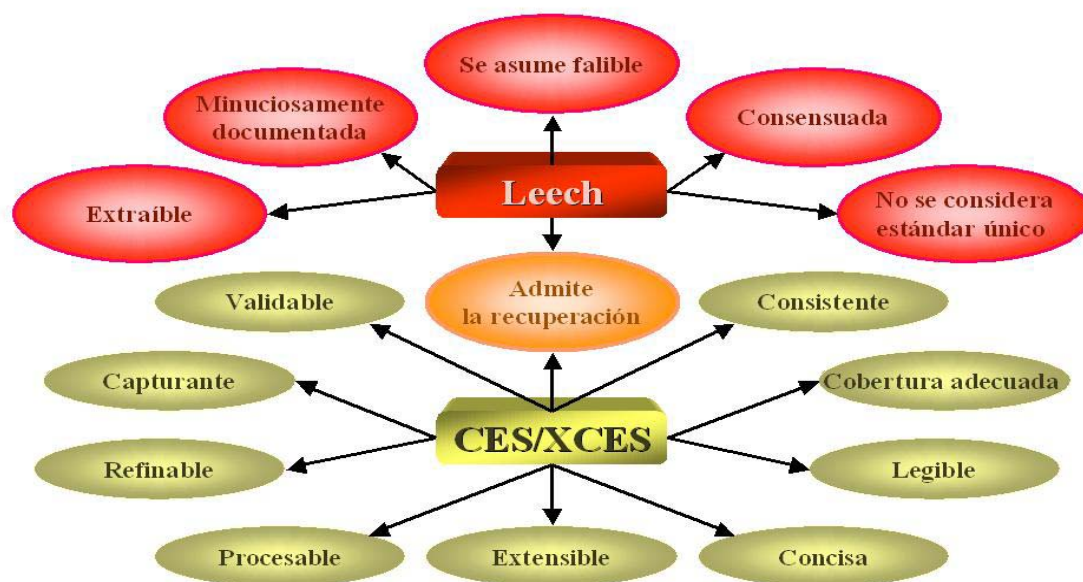 Se asume falible
Minuciosamente
documentada
Consensuada
Leech
Extraíble
No se considera
estándar único
Validable
Admite
la recuperación
Consistente
Capturante
Cobertura adecuada
CES/XCES
Refinable
Legible
Procesable
Extensible
Concisa